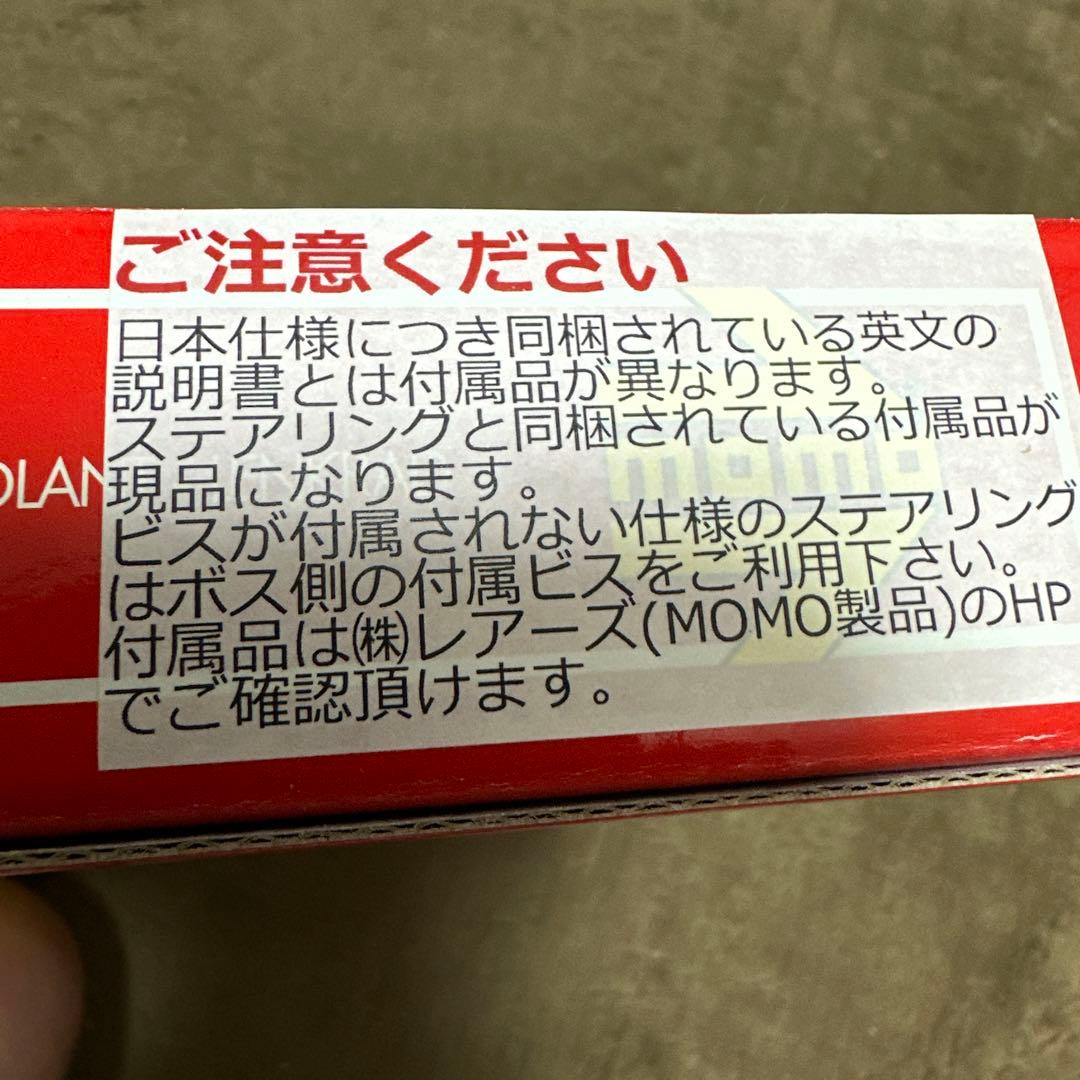 ご注意ください
日本仕様につき同梱されている英文の
説明書とは付属品が異なります。
ステアリングと同梱されている付属品が
現品になります。
ビスが付属されない仕様のステアリング
はボス側の付属ビスをご利用下さい。
付属品は㈱レアーズ(MOMO製品)のHP
でご確認頂けます。
momo